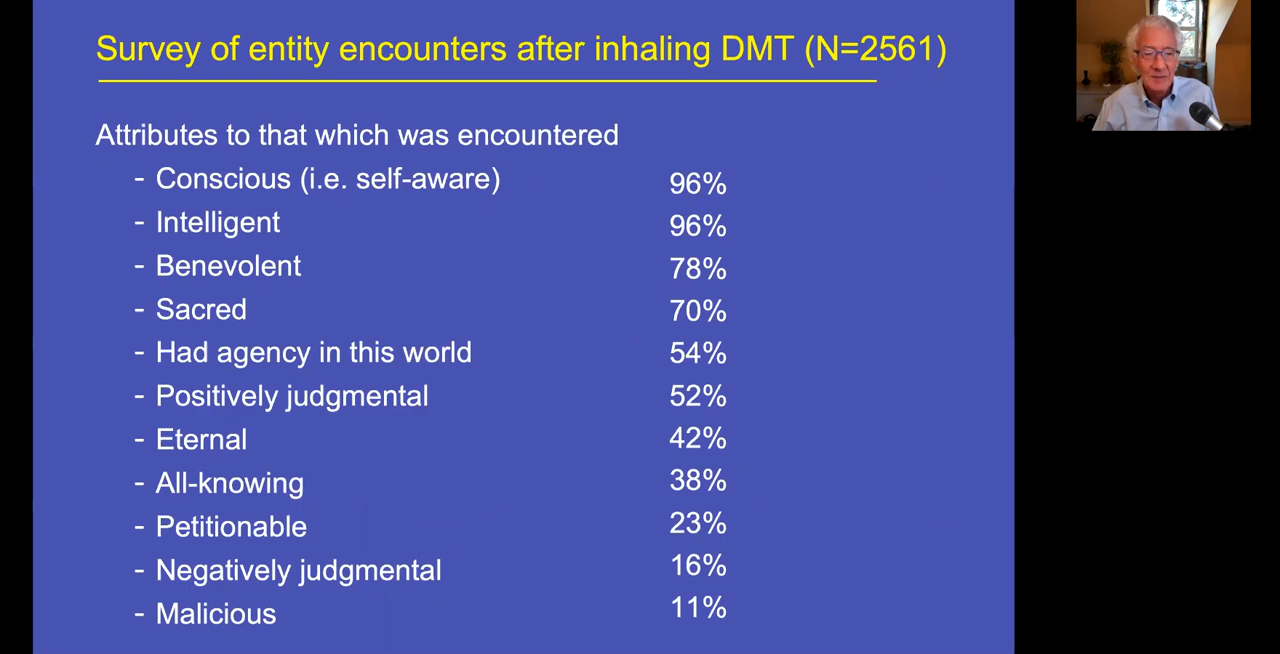 Survey of entity encounters after inhaling DMT (N=2561)
Attributes to that which was encountered
- Conscious (i.e. self-aware) 96%
- Intelligent 96%
- Benevolent 78%
- Sacred 70%
- Had agency in this world 54%
- Positively judgmental 52%
- Eternal 42%
- All-knowing 38%
- Petitionable 23%
- Negatively judgmental 16%
- Malicious 11%